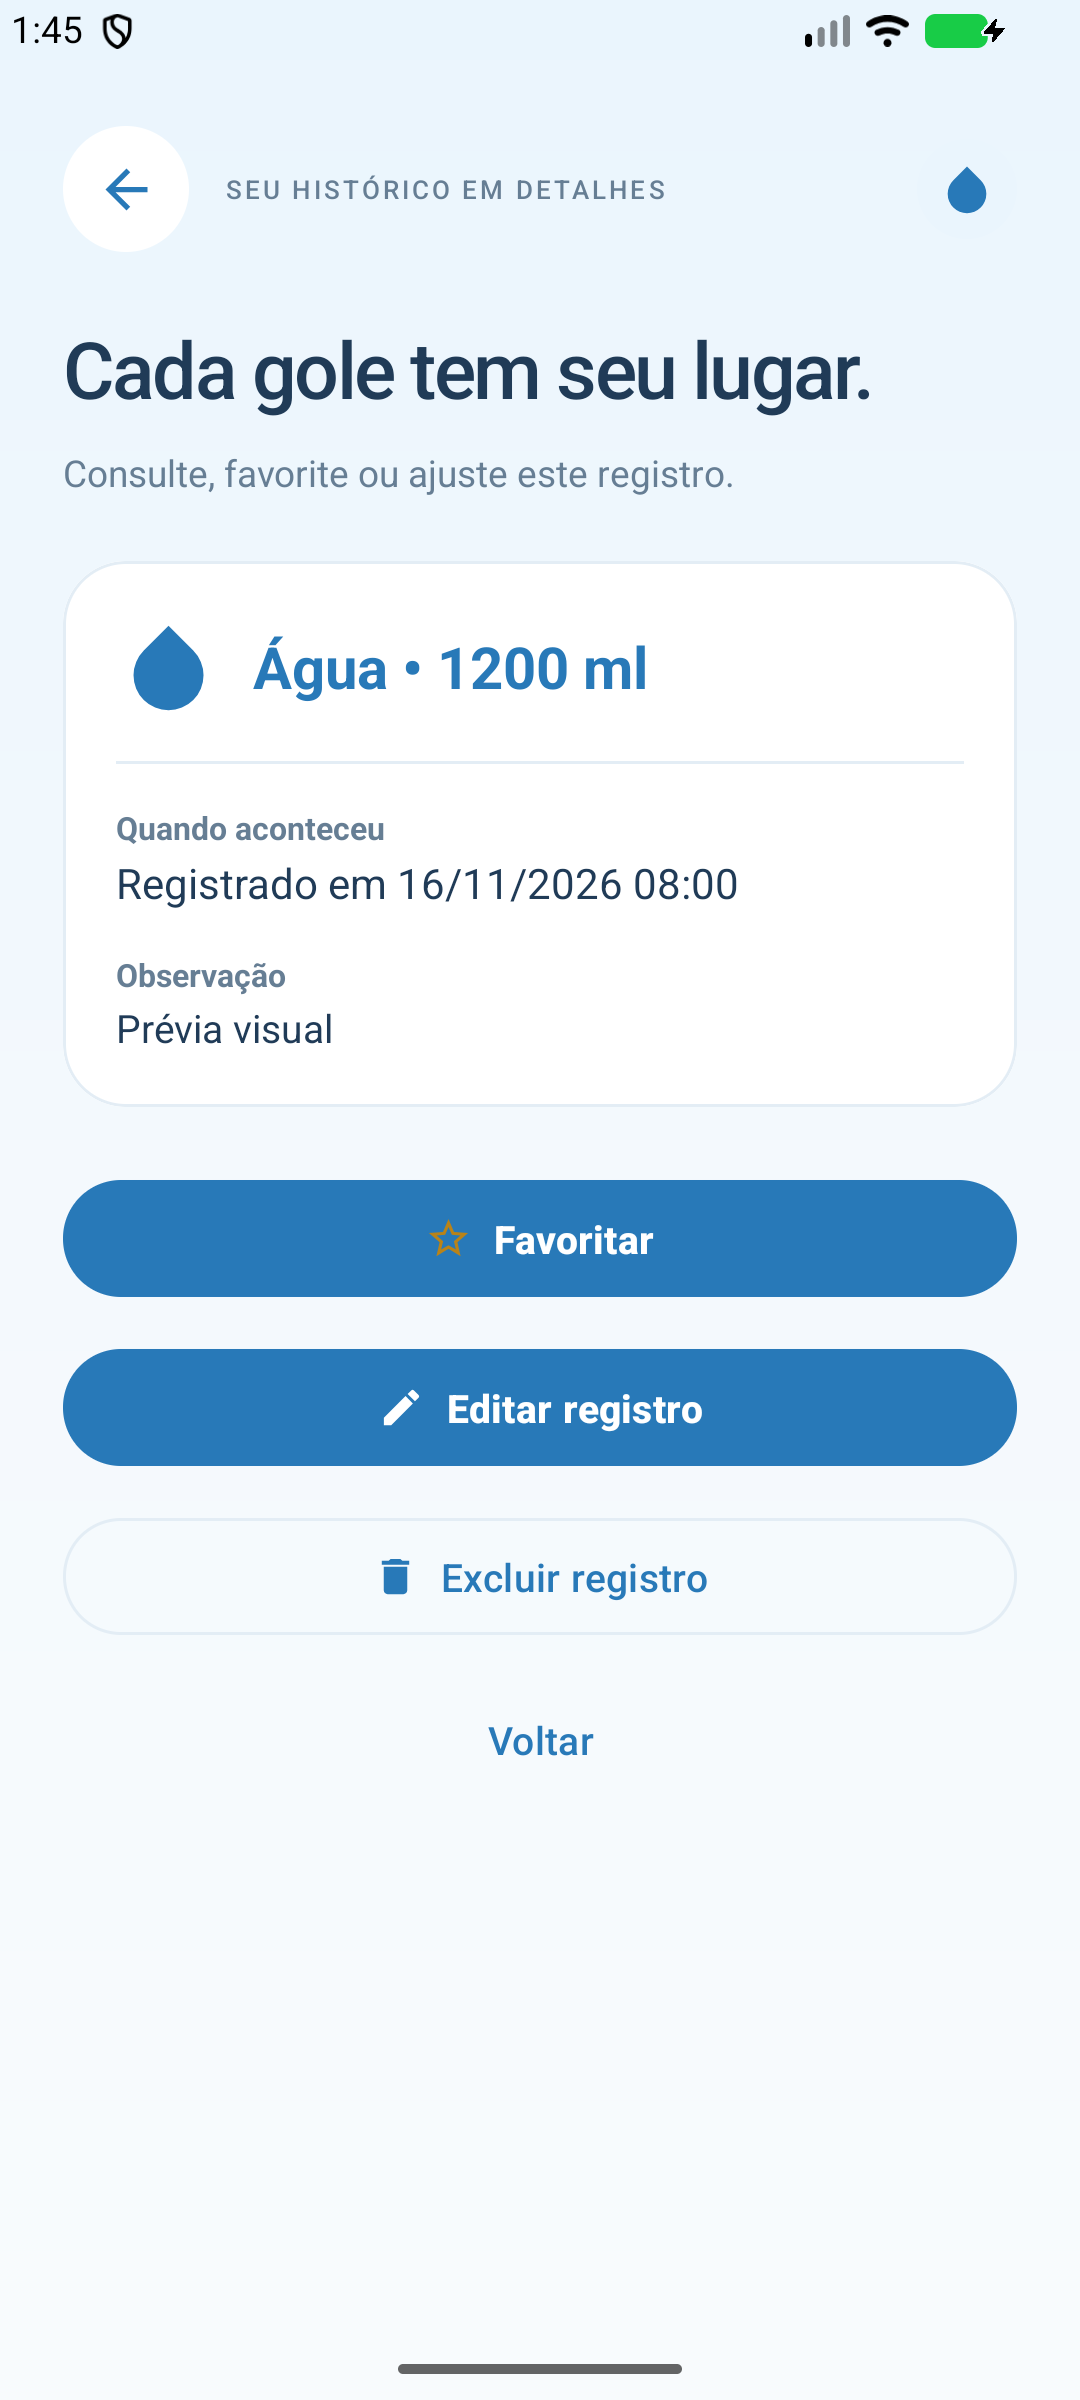 1:45
SEU HISTÓRICO EM DETALHES
Cada gole tem seu lugar.
Consulte, favorite ou ajuste este registro.
Água • 1200 ml
Quando aconteceu
Registrado em 16/11/2026 08:00
Observação
Prévia visual
Favoritar
Editar registro
Excluir registro
Voltar